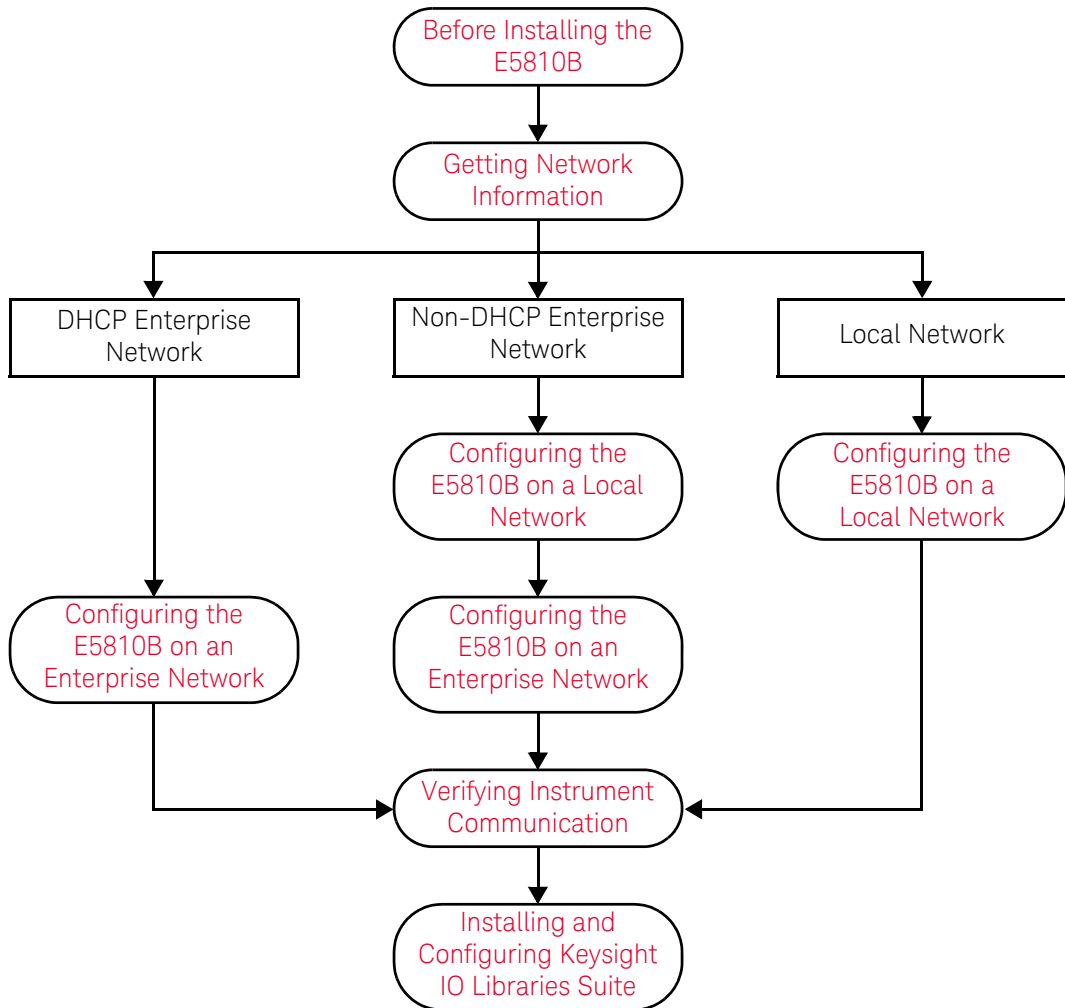 Before Installing the
E5810B
Getting Network
Information
DHCP Enterprise
Network
Non-DHCP Enterprise
Network
Local Network
Configuring the
E5810B on a Local
Network
Configuring the
E5810B on a
Local Network
Configuring the
E5810B on an
Enterprise Network
Configuring the
E5810B on an
Enterprise Network
Verifying Instrument
Communication
Installing and
Configuring Keysight
IO Libraries Suite